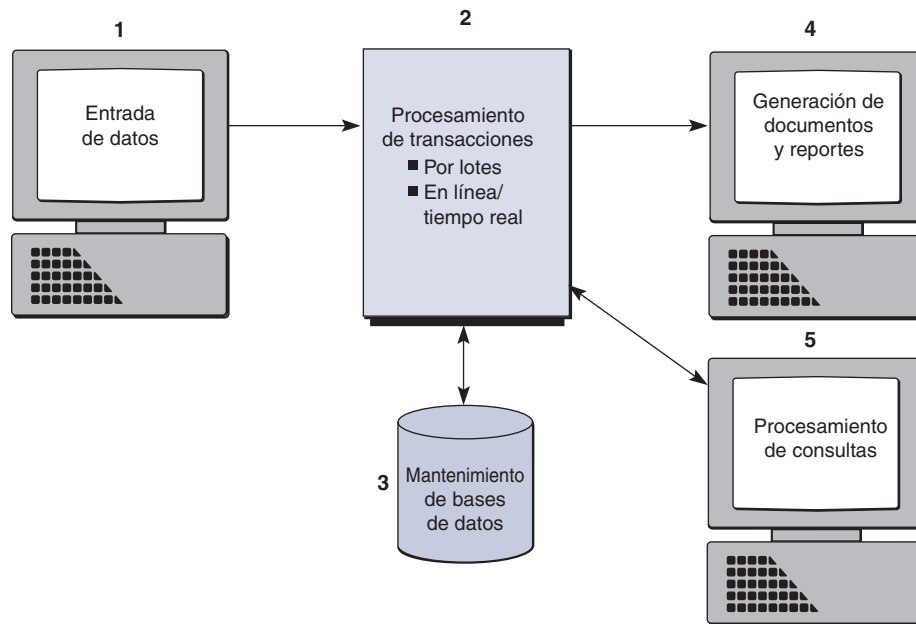 1
Entrada
de datos
2
Procesamiento
de transacciones
■ Por lotes
■ En línea/
tiempo real
3
Mantenimiento
de bases
de datos
4
Generación de
documentos
y reportes
5
Procesamiento
de consultas